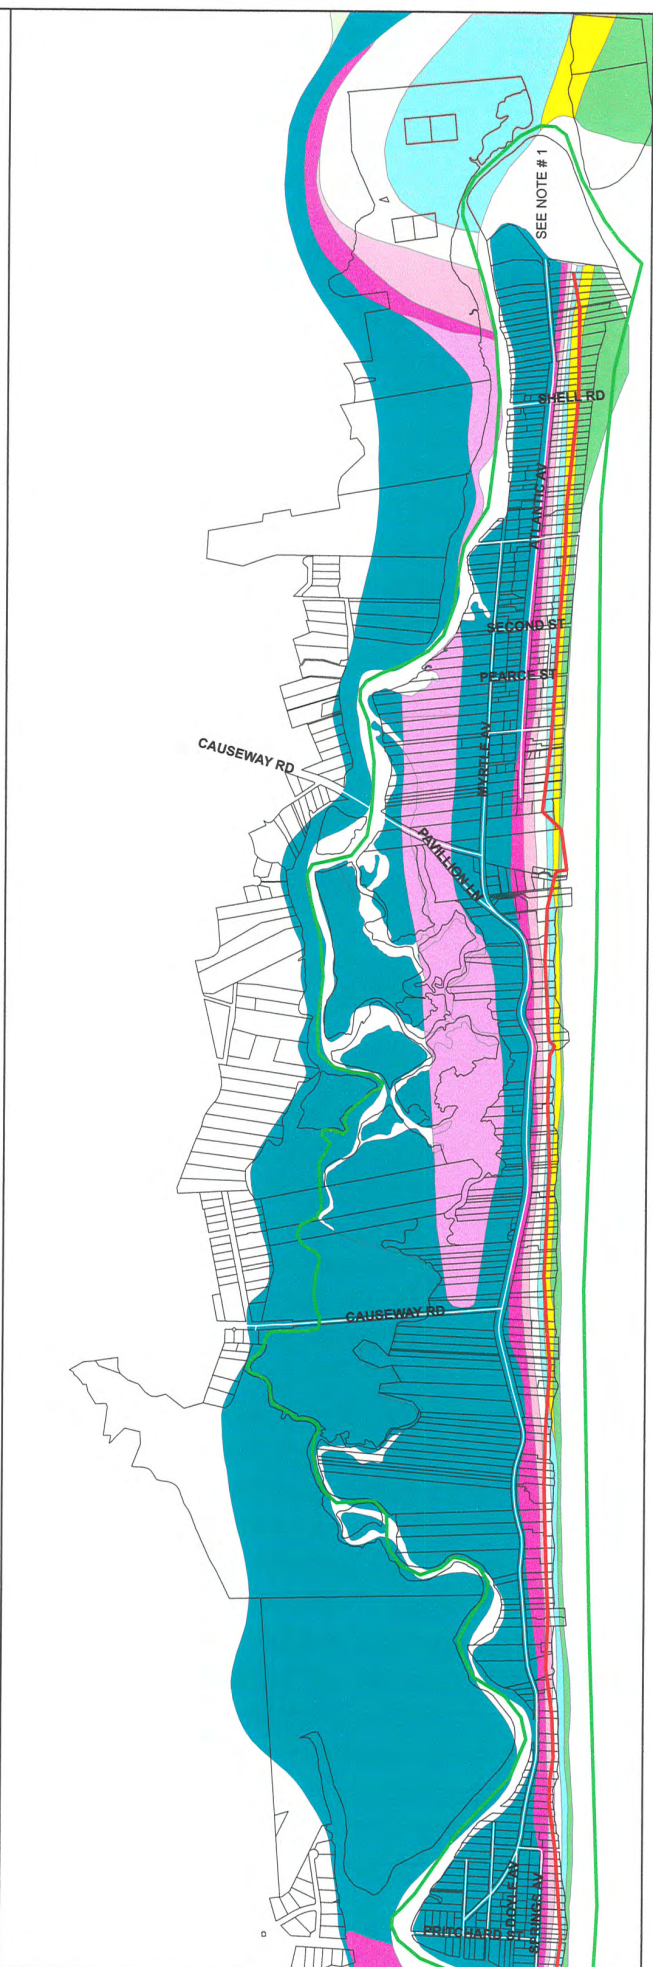 SEE NOTE # 1
SHELL RD
ATLANTIC AV
SECOND ST
PEARCE ST
MYRTLE AV
CAUSEWAY RD
PAVILLION LN
CAUSEWAY RD
DOYLE AV
SPRINGS AV
PRITCHARD ST